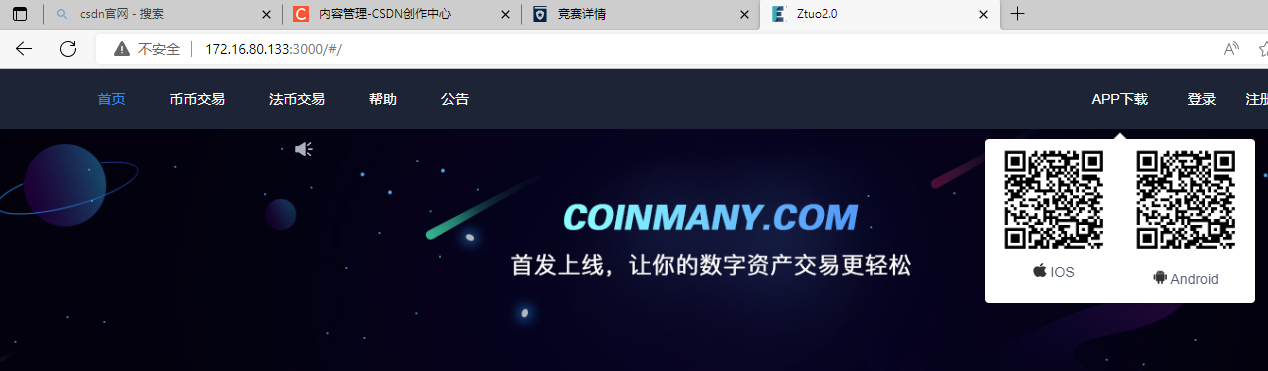 csdn官网 - 搜索
内容管理-CSDN创作中心
竞赛详情
Ztuo2.0
不安全
172.16.80.133:3000/#/
首页
币币交易
法币交易
帮助
公告
APP下载
登录
注册
COINMANY.COM
首发上线，让你的数字资产交易更轻松
IOS
Android